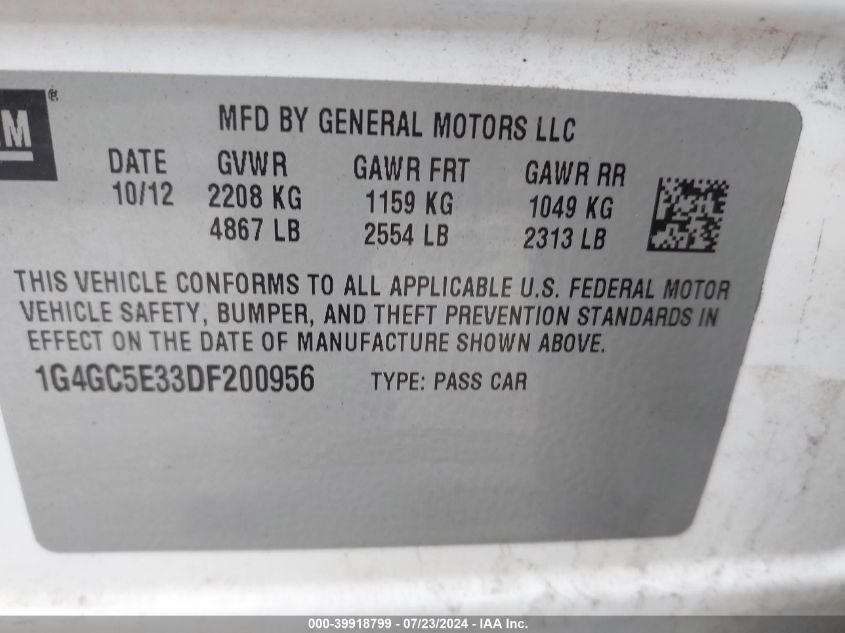 MFD BY GENERAL MOTORS LLC
DATE GVWR GAWR FRT GAWR RR
10/12 2208 KG 1159 KG 1049 KG
4867 LB 2554 LB 2313 LB
THIS VEHICLE CONFORMS TO ALL APPLICABLE U.S. FEDERAL MOTOR
VEHICLE SAFETY, BUMPER, AND THEFT PREVENTION STANDARDS IN
EFFECT ON THE DATE OF MANUFACTURE SHOWN ABOVE.
1G4GC5E33DF200956 TYPE: PASS CAR
000-39918799 - 07/23/2024 - IAA Inc.